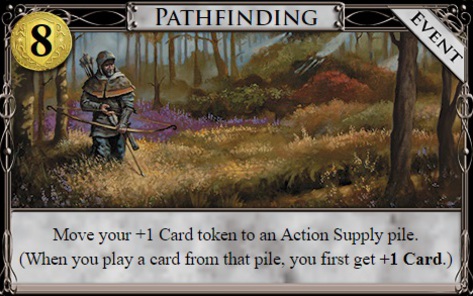 PATHFINDING
8
EVENT
Move your +1 Card token to an Action Supply pile.
(When you play a card from that pile, you first get +1 Card.)